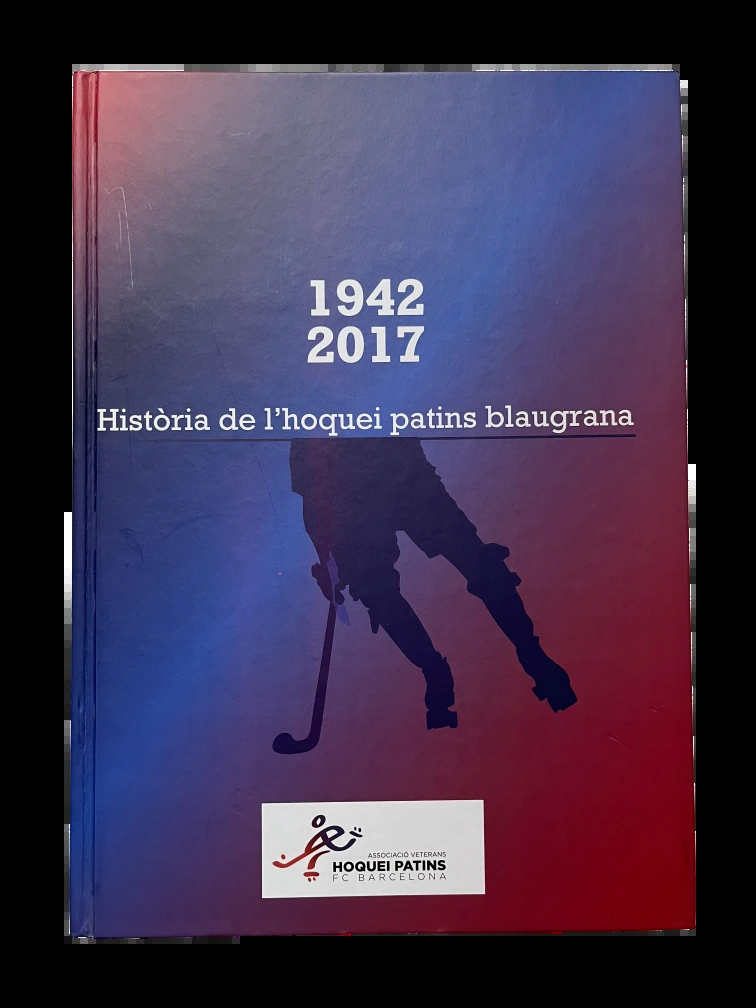 1942
2017
Història de l'hoquei patins blaugrana
ASSOCIACIÓ VETERANS
HOQUEI PATINS
FC BARCELONA